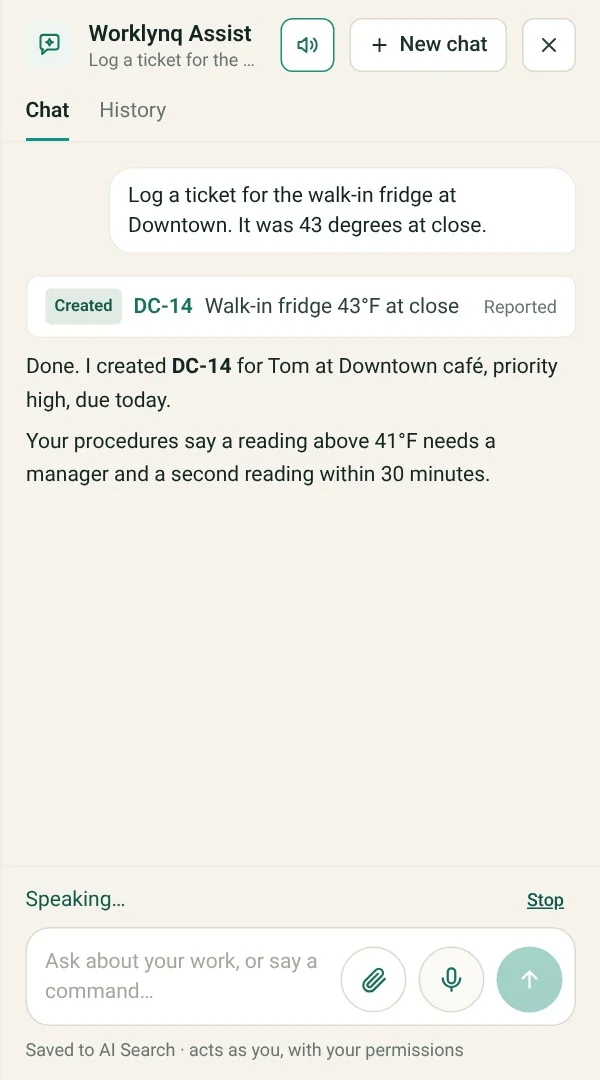 Worklynq Assist
Log a ticket for the ...
New chat
Chat
History
Log a ticket for the walk-in fridge at
Downtown. It was 43 degrees at close.
Created DC-14 Walk-in fridge 43°F at close Reported
Done. I created DC-14 for Tom at Downtown café, priority
high, due today.
Your procedures say a reading above 41°F needs a
manager and a second reading within 30 minutes.
Speaking...
Stop
Ask about your work, or say a
command...
Saved to AI Search · acts as you, with your permissions